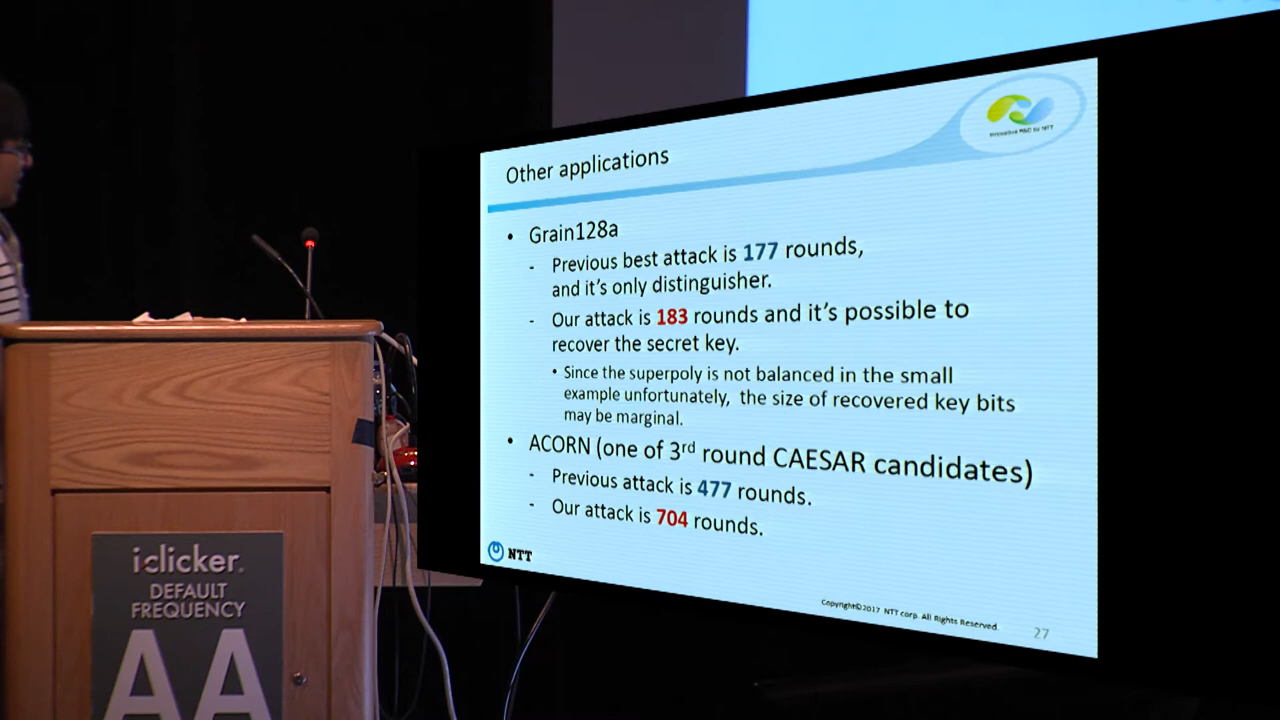 Innovative R&D by NTT
Other applications
• Grain128a
- Previous best attack is 177 rounds,
and it's only distinguisher.
- Our attack is 183 rounds and it's possible to
recover the secret key.
• Since the superpoly is not balanced in the small
example unfortunately, the size of recovered key bits
may be marginal.
• ACORN (one of 3rd round CAESAR candidates)
- Previous attack is 477 rounds.
- Our attack is 704 rounds.
NTT
Copyright©2017 NTT corp. All Rights Reserved.
27
iclicker.
DEFAULT
FREQUENCY
AA